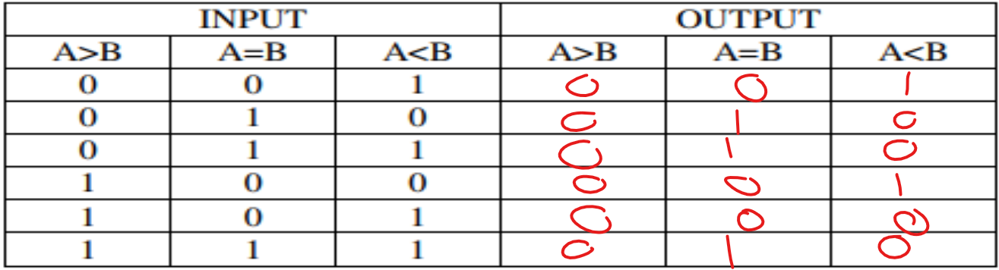 INPUT OUTPUT
A>B A=B A<B A>B A=B A<B
0 0 1 0 0 1
0 1 0 0 1 0
0 1 1 0 1 0
1 0 0 0 0 1
1 0 1 0 0 0
1 1 1 0 1 0